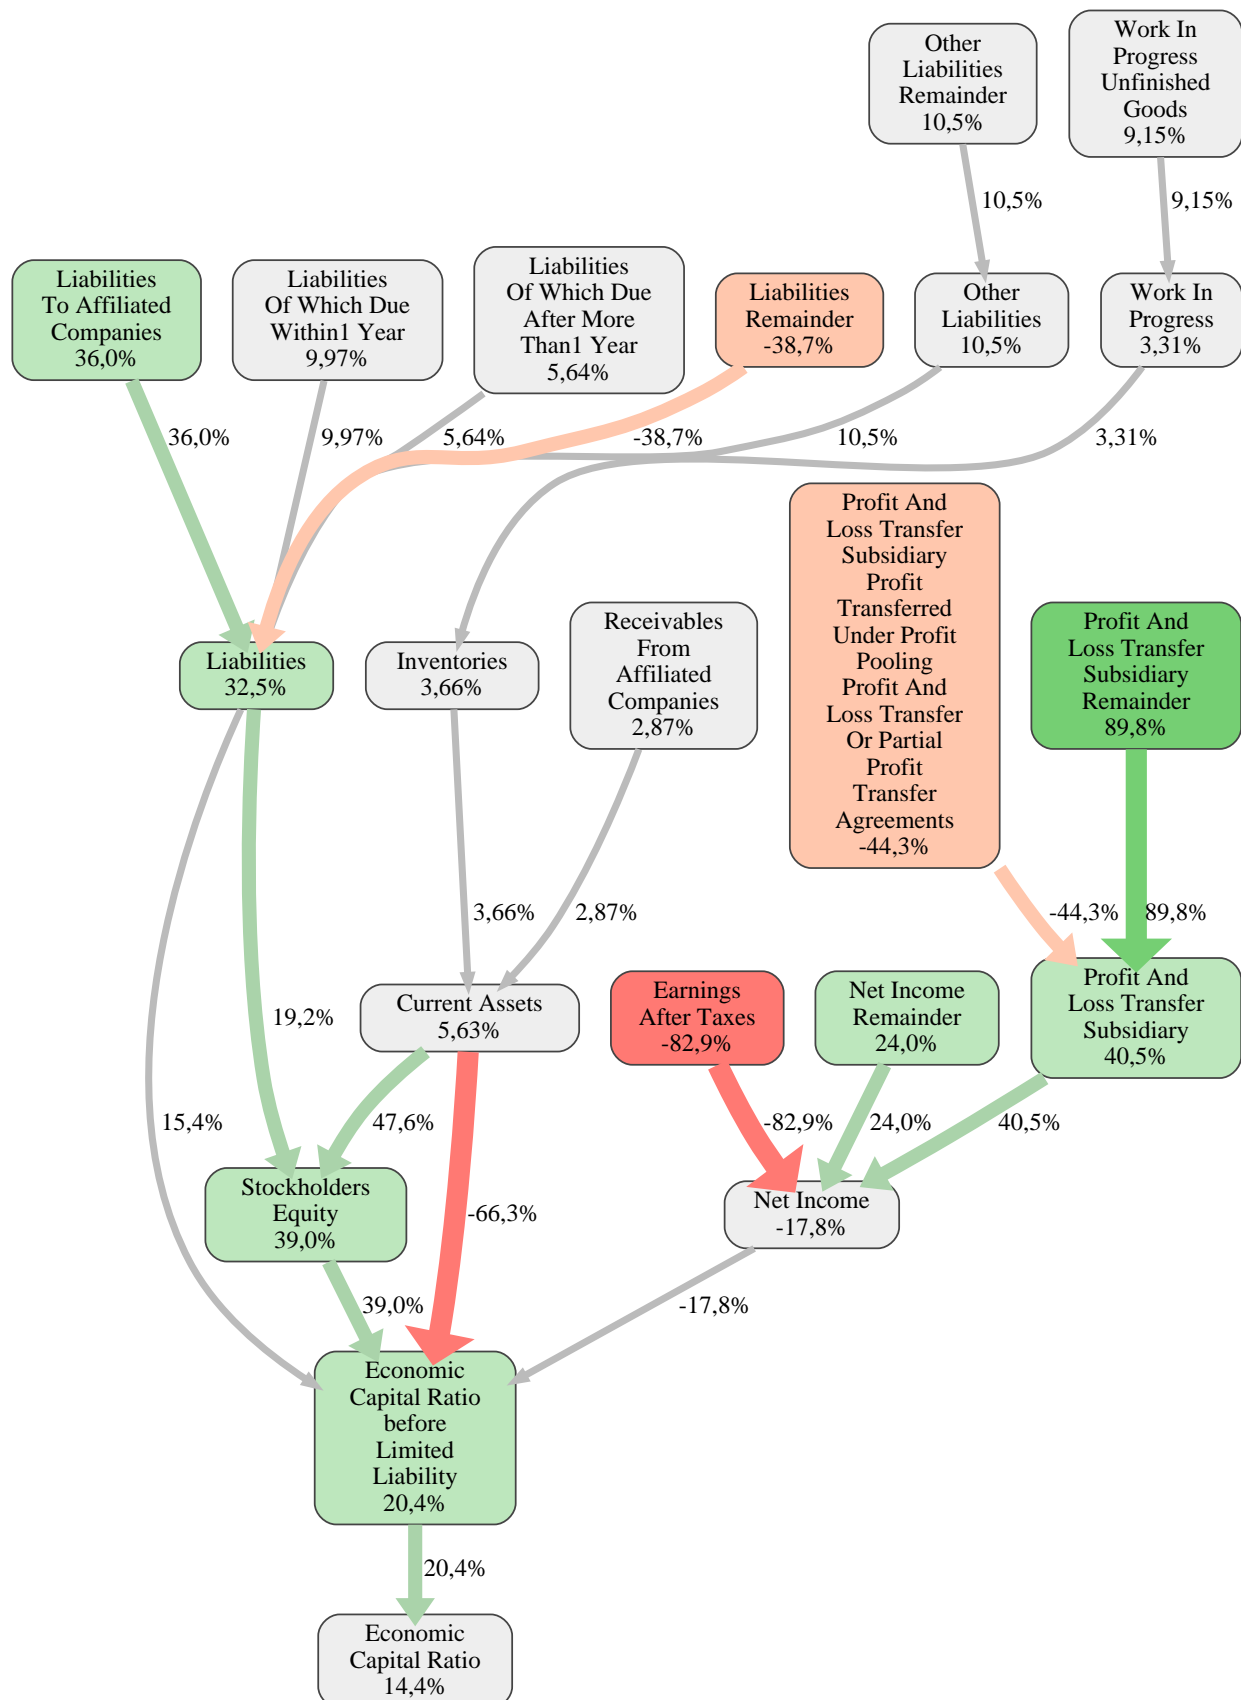 Other
Liabilities
Remainder
10,5%
Work In
Progress
Unfinished
Goods
9,15%
10,5%
9,15%
Liabilities
To Affiliated
Companies
36,0%
Liabilities
Of Which Due
Within1 Year
9,97%
Liabilities
Of Which Due
After More
Than1 Year
5,64%
Liabilities
Remainder
-38,7%
Other
Liabilities
10,5%
Work In
Progress
3,31%
36,0%
9,97%
5,64%
-38,7%
10,5%
3,31%
Profit And
Loss Transfer
Subsidiary
Profit
Transferred
Under Profit
Pooling
Profit And
Loss Transfer
Or Partial
Profit
Transfer
Agreements
-44,3%
Profit And
Loss Transfer
Subsidiary
Remainder
89,8%
Receivables
From
Affiliated
Companies
2,87%
Liabilities
32,5%
Inventories
3,66%
3,66%
2,87%
-44,3%
89,8%
Current Assets
5,63%
Earnings
After Taxes
-82,9%
Net Income
Remainder
24,0%
Profit And
Loss Transfer
Subsidiary
40,5%
19,2%
15,4%
47,6%
-82,9%
24,0%
40,5%
Stockholders
Equity
39,0%
-66,3%
Net Income
-17,8%
39,0%
-17,8%
Economic
Capital Ratio
before
Limited
Liability
20,4%
20,4%
Economic
Capital Ratio
14,4%